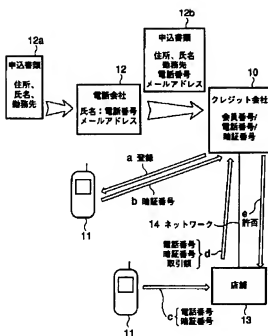 12a
申込書類
住所、
氏名、
勤務先
12
電話会社
氏名:電話番号
メールアドレス
12b
申込書類
住所、氏名
勤務先
電話番号
メールアドレス
10
クレジット会社
会員番号/
電話番号/
暗証番号
a 登録
b 暗証番号
11
14 ネットワーク
e
許否
電話番号
暗証番号
取引額
d
店舗
13
c
電話番号
暗証番号
11